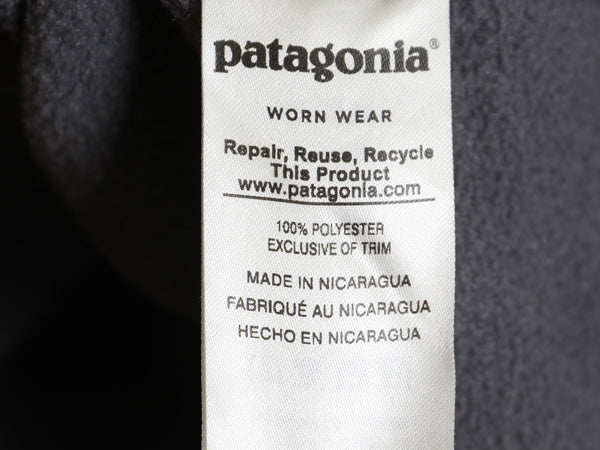 patagonia®
WORN WEAR
Repair, Reuse, Recycle
This Product
www.patagonia.com
100% POLYESTER
EXCLUSIVE OF TRIM
MADE IN NICARAGUA
FABRIQUÉ AU NICARAGUA
HECHO EN NICARAGUA